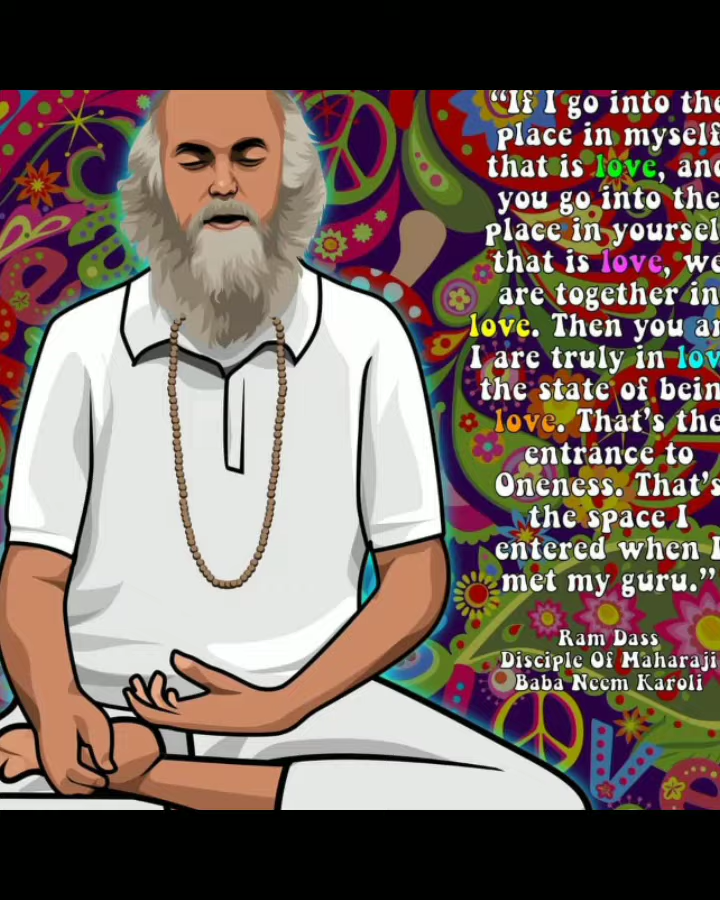 “If I go into the
place in myself
that is love, and
you go into the
place in yourself
that is love, we
are together in
love. Then you an
I are truly in lov
the state of bein
love. That’s the
entrance to
Oneness. That’s
the space I
entered when I
met my guru.”
Ram Dass
Disciple Of Maharaji
Baba Neem Karoli